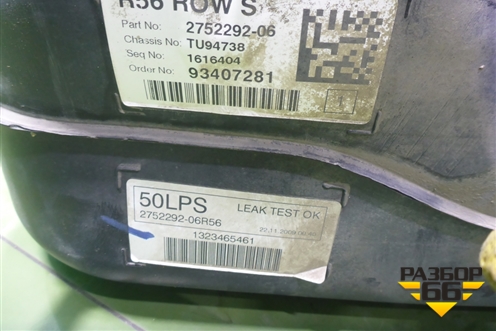 R56 ROW S
Part No: 2752292-06
Chassis No: TU94738
Seq No: 1616404
Order No: 93407281
1
50LPS LEAK TEST OK
2752292-06R56
1323465461
РАЗБОР
66